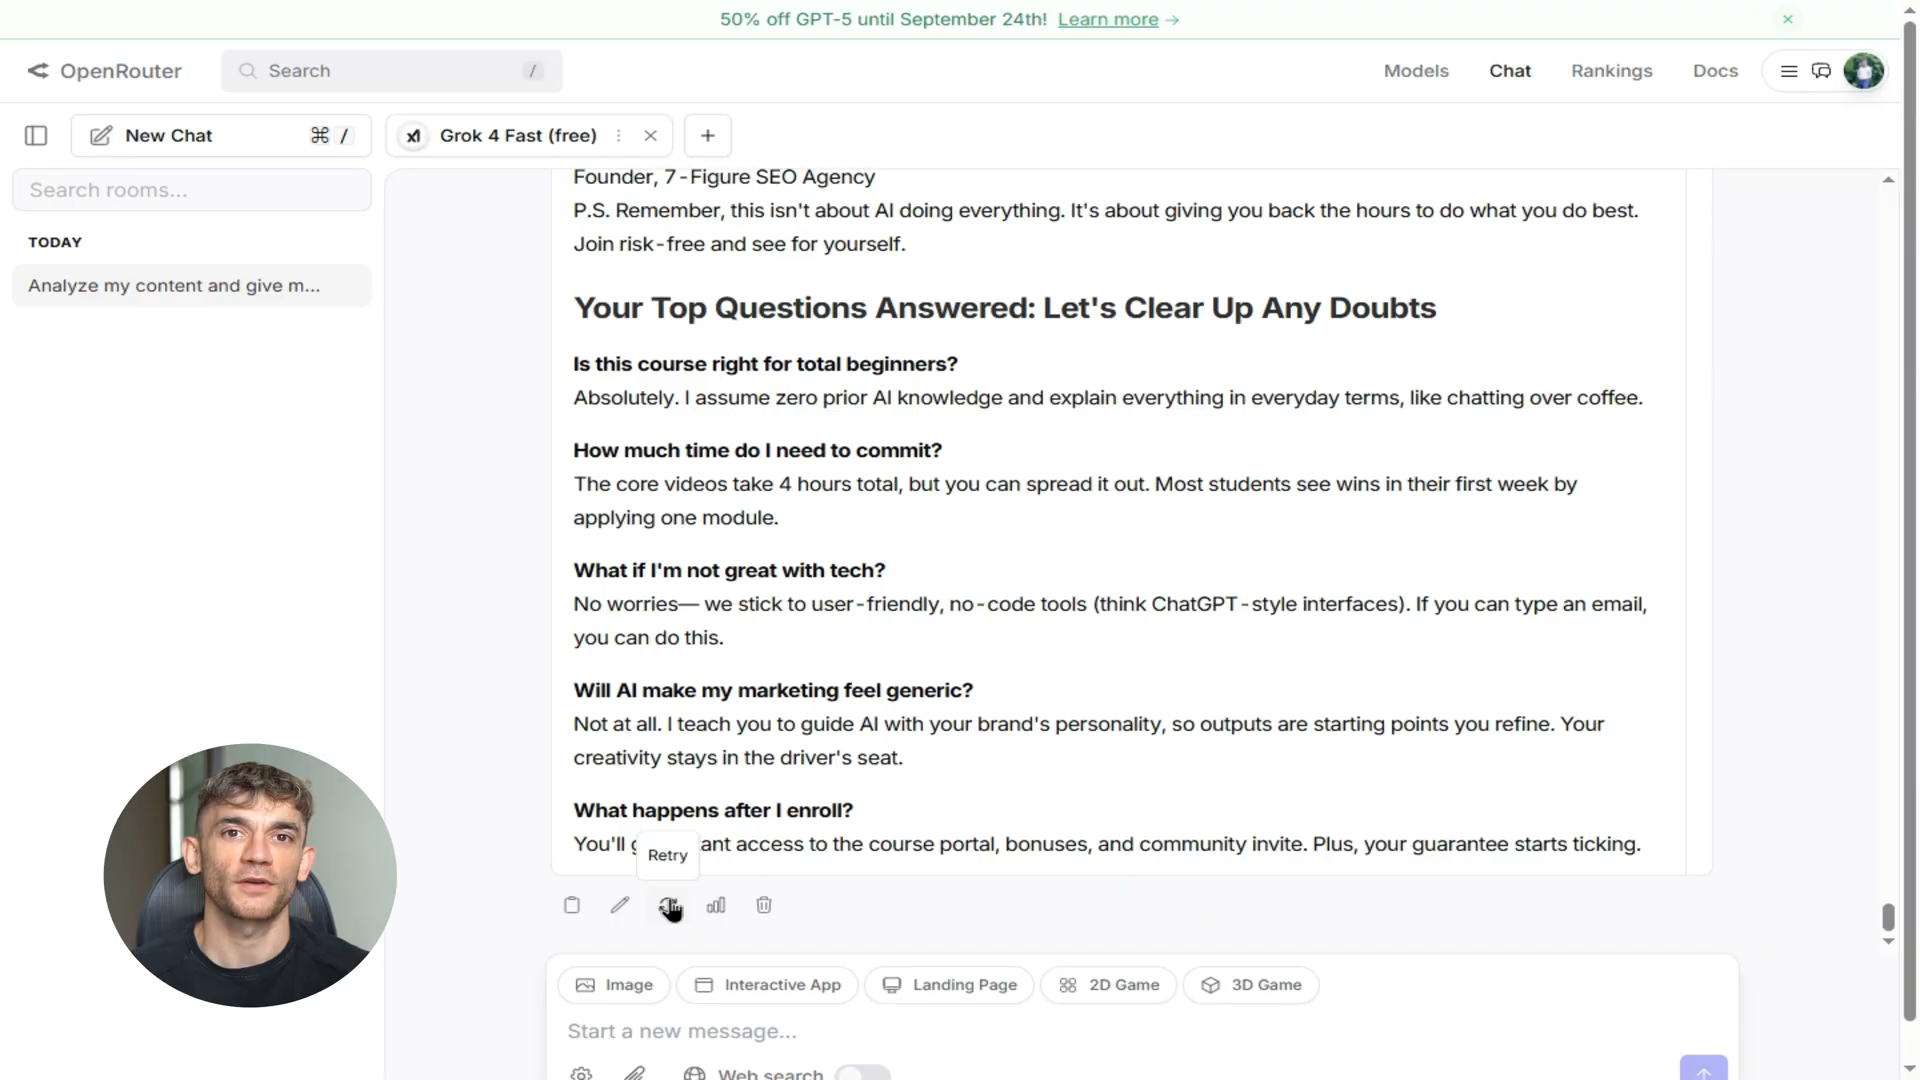 50% off GPT-5 until September 24th! Learn more →
OpenRouter
Search
/
Models
Chat
Rankings
Docs
New Chat
⌘ /
Grok 4 Fast (free)
Search rooms...
TODAY
Analyze my content and give m...
Founder, 7-Figure SEO Agency
P.S. Remember, this isn't about AI doing everything. It's about giving you back the hours to do what you do best.
Join risk-free and see for yourself.
Your Top Questions Answered: Let's Clear Up Any Doubts
Is this course right for total beginners?
Absolutely. I assume zero prior AI knowledge and explain everything in everyday terms, like chatting over coffee.
How much time do I need to commit?
The core videos take 4 hours total, but you can spread it out. Most students see wins in their first week by
applying one module.
What if I'm not great with tech?
No worries— we stick to user-friendly, no-code tools (think ChatGPT-style interfaces). If you can type an email,
you can do this.
Will AI make my marketing feel generic?
Not at all. I teach you to guide AI with your brand's personality, so outputs are starting points you refine. Your
creativity stays in the driver's seat.
What happens after I enroll?
You'll access to the course portal, bonuses, and community invite. Plus, your guarantee starts ticking.
Retry
Image
Interactive App
Landing Page
2D Game
3D Game
Start a new message...
Web search